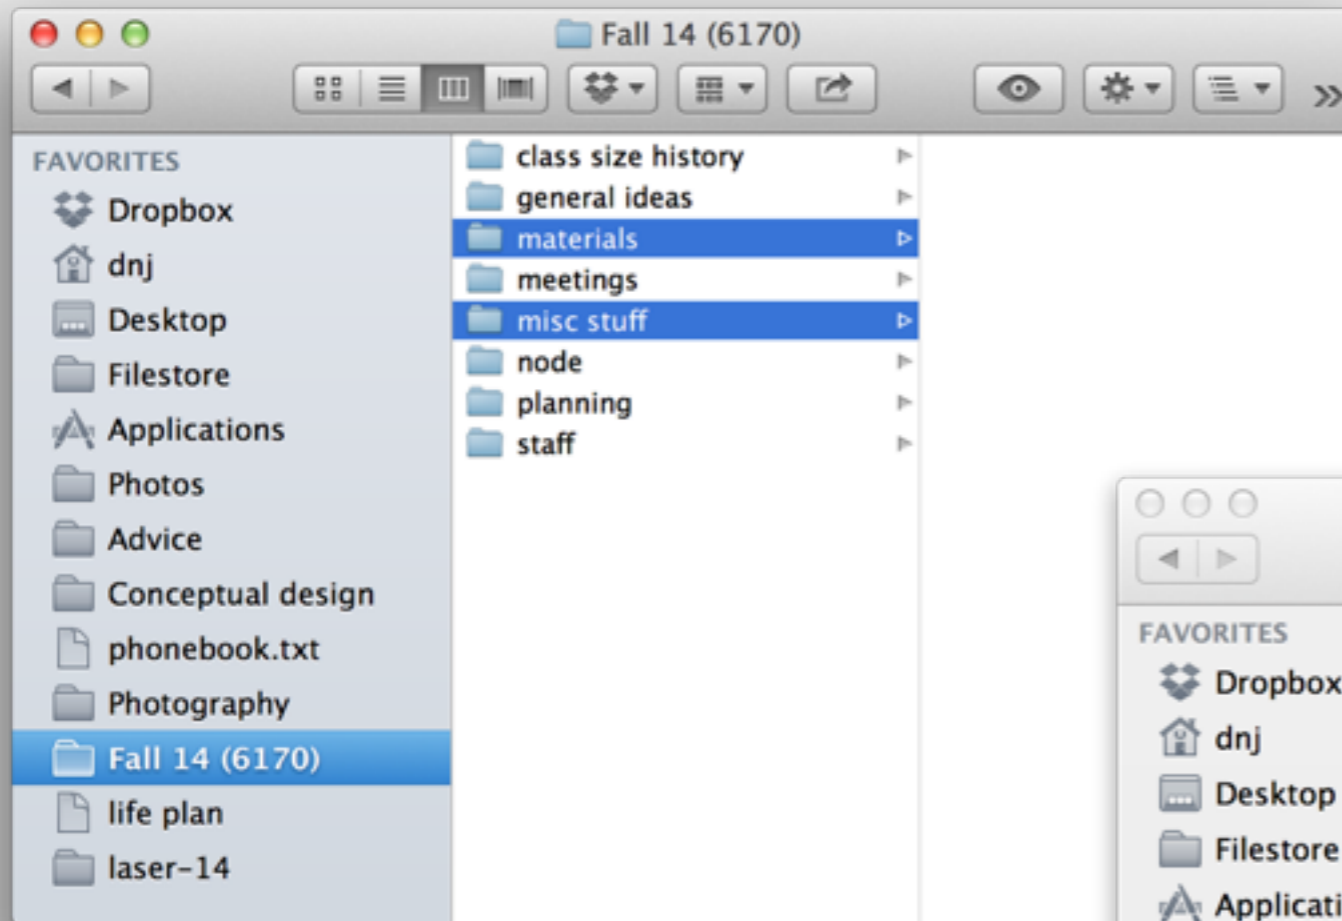 Fall 14 (6170)
FAVORITES
Dropbox
dnj
Desktop
Filestore
Applications
Photos
Advice
Conceptual design
phonebook.txt
Photography
Fall 14 (6170)
life plan
laser-14
class size history
general ideas
materials
meetings
misc stuff
node
planning
staff
FAVORITES
Dropbox
dnj
Desktop
Filestore
Applicati